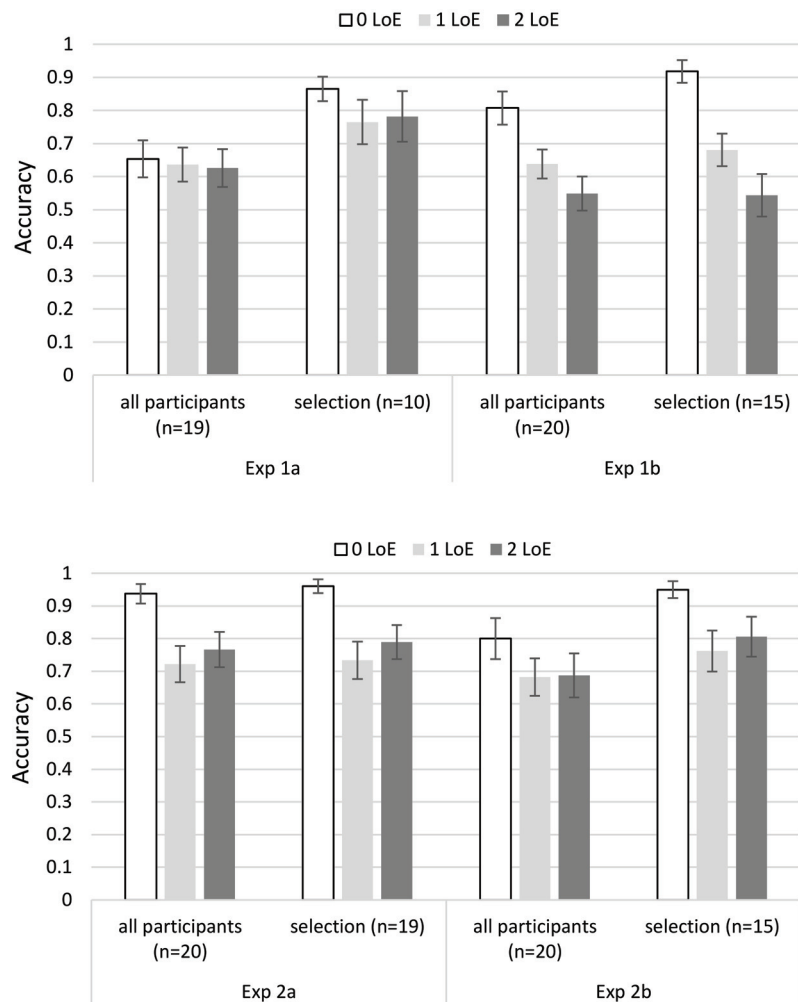 0 LoE 1 LoE 2 LoE
1
0.9
0.8
0.7
0.6
0.5
0.4
0.3
0.2
0.1
0
Accuracy
all participants (n=19)
selection (n=10)
all participants (n=20)
selection (n=15)
Exp 1a
Exp 1b
0 LoE 1 LoE 2 LoE
1
0.9
0.8
0.7
0.6
0.5
0.4
0.3
0.2
0.1
0
Accuracy
all participants (n=20)
selection (n=19)
all participants (n=20)
selection (n=15)
Exp 2a
Exp 2b